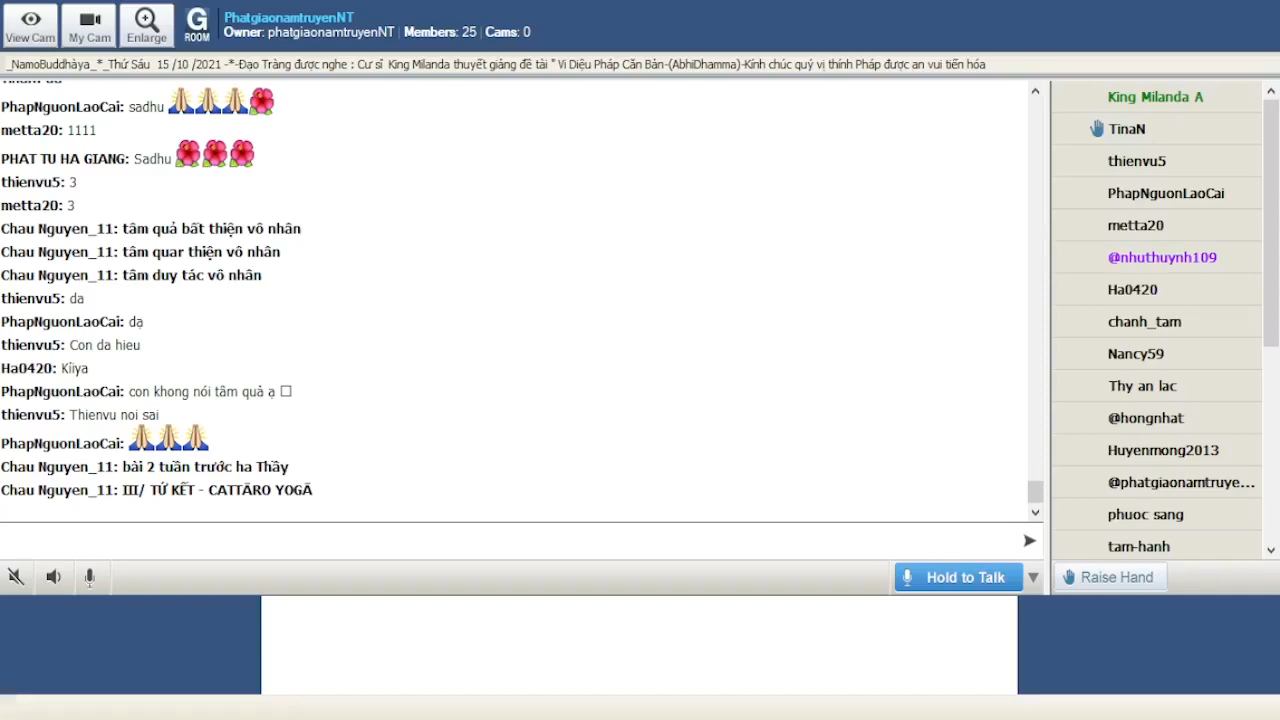 View Cam
My Cam
Enlarge
G
ROOM
PhatgiaonamtruyenNT
Owner: phatgiaonamtruyenNT | Members: 25 | Cams: 0
_NamoBuddhàya_*_Thứ Sáu 15 /10 /2021 -*-Đạo Tràng được nghe : Cư sĩ King Milanda thuyết giảng đề tài " Vi Diệu Pháp Căn Bản-(AbhiDhamma)-Kính chúc quý vị thính Pháp được an vui tiến hóa
PhapNguonLaoCai: sadhu
metta20: 1111
PHAT TU HA GIANG: Sadhu
thienvu5: 3
metta20: 3
Chau Nguyen_11: tâm quả bất thiện vô nhân
Chau Nguyen_11: tâm quar thiện vô nhân
Chau Nguyen_11: tâm duy tác vô nhân
thienvu5: da
PhapNguonLaoCai: dạ
thienvu5: Con da hieu
Ha0420: Kiiya
PhapNguonLaoCai: con khong nói tâm quả ạ □
thienvu5: Thienvu noi sai
PhapNguonLaoCai:
Chau Nguyen_11: bài 2 tuần trước ha Thầy
Chau Nguyen_11: III/ TỨ KẾT - CATTĀRO YOGĀ
Hold to Talk
King Milanda A
TinaN
thienvu5
PhapNguonLaoCai
metta20
@nhuthuynh109
Ha0420
chanh_tam
Nancy59
Thy an lac
@hongnhat
Huyenmong2013
@phatgiaonamtruye...
phuoc sang
tam-hanh
Raise Hand